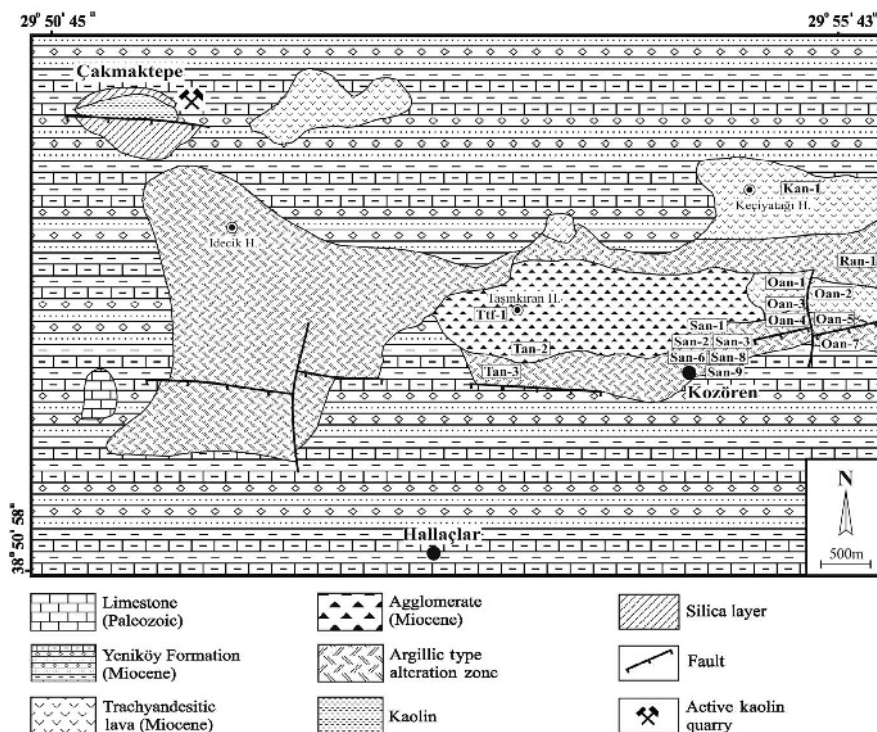 29° 50' 45"
29° 55' 43"
Çakmaktepe
Kan-1
Keçiyatağı H.
Idecik H.
Ran-1
Oan-1
Oan-2
Taşınkıran H.
Oan-3
Ttf-1
Oan-4
Oan-5
San-1
San-2
San-3
Oan-7
Tan-2
San-6
San-8
Tan-3
San-9
Kozören
N
500m
Hallaçlar
38° 50' 58"
Limestone
(Paleozoic)
Agglomerate
(Miocene)
Silica layer
Yeniköy Formation
(Miocene)
Argillic type
alteration zone
Fault
Trachyandesitic
lava (Miocene)
Kaolin
Active kaolin
quarry